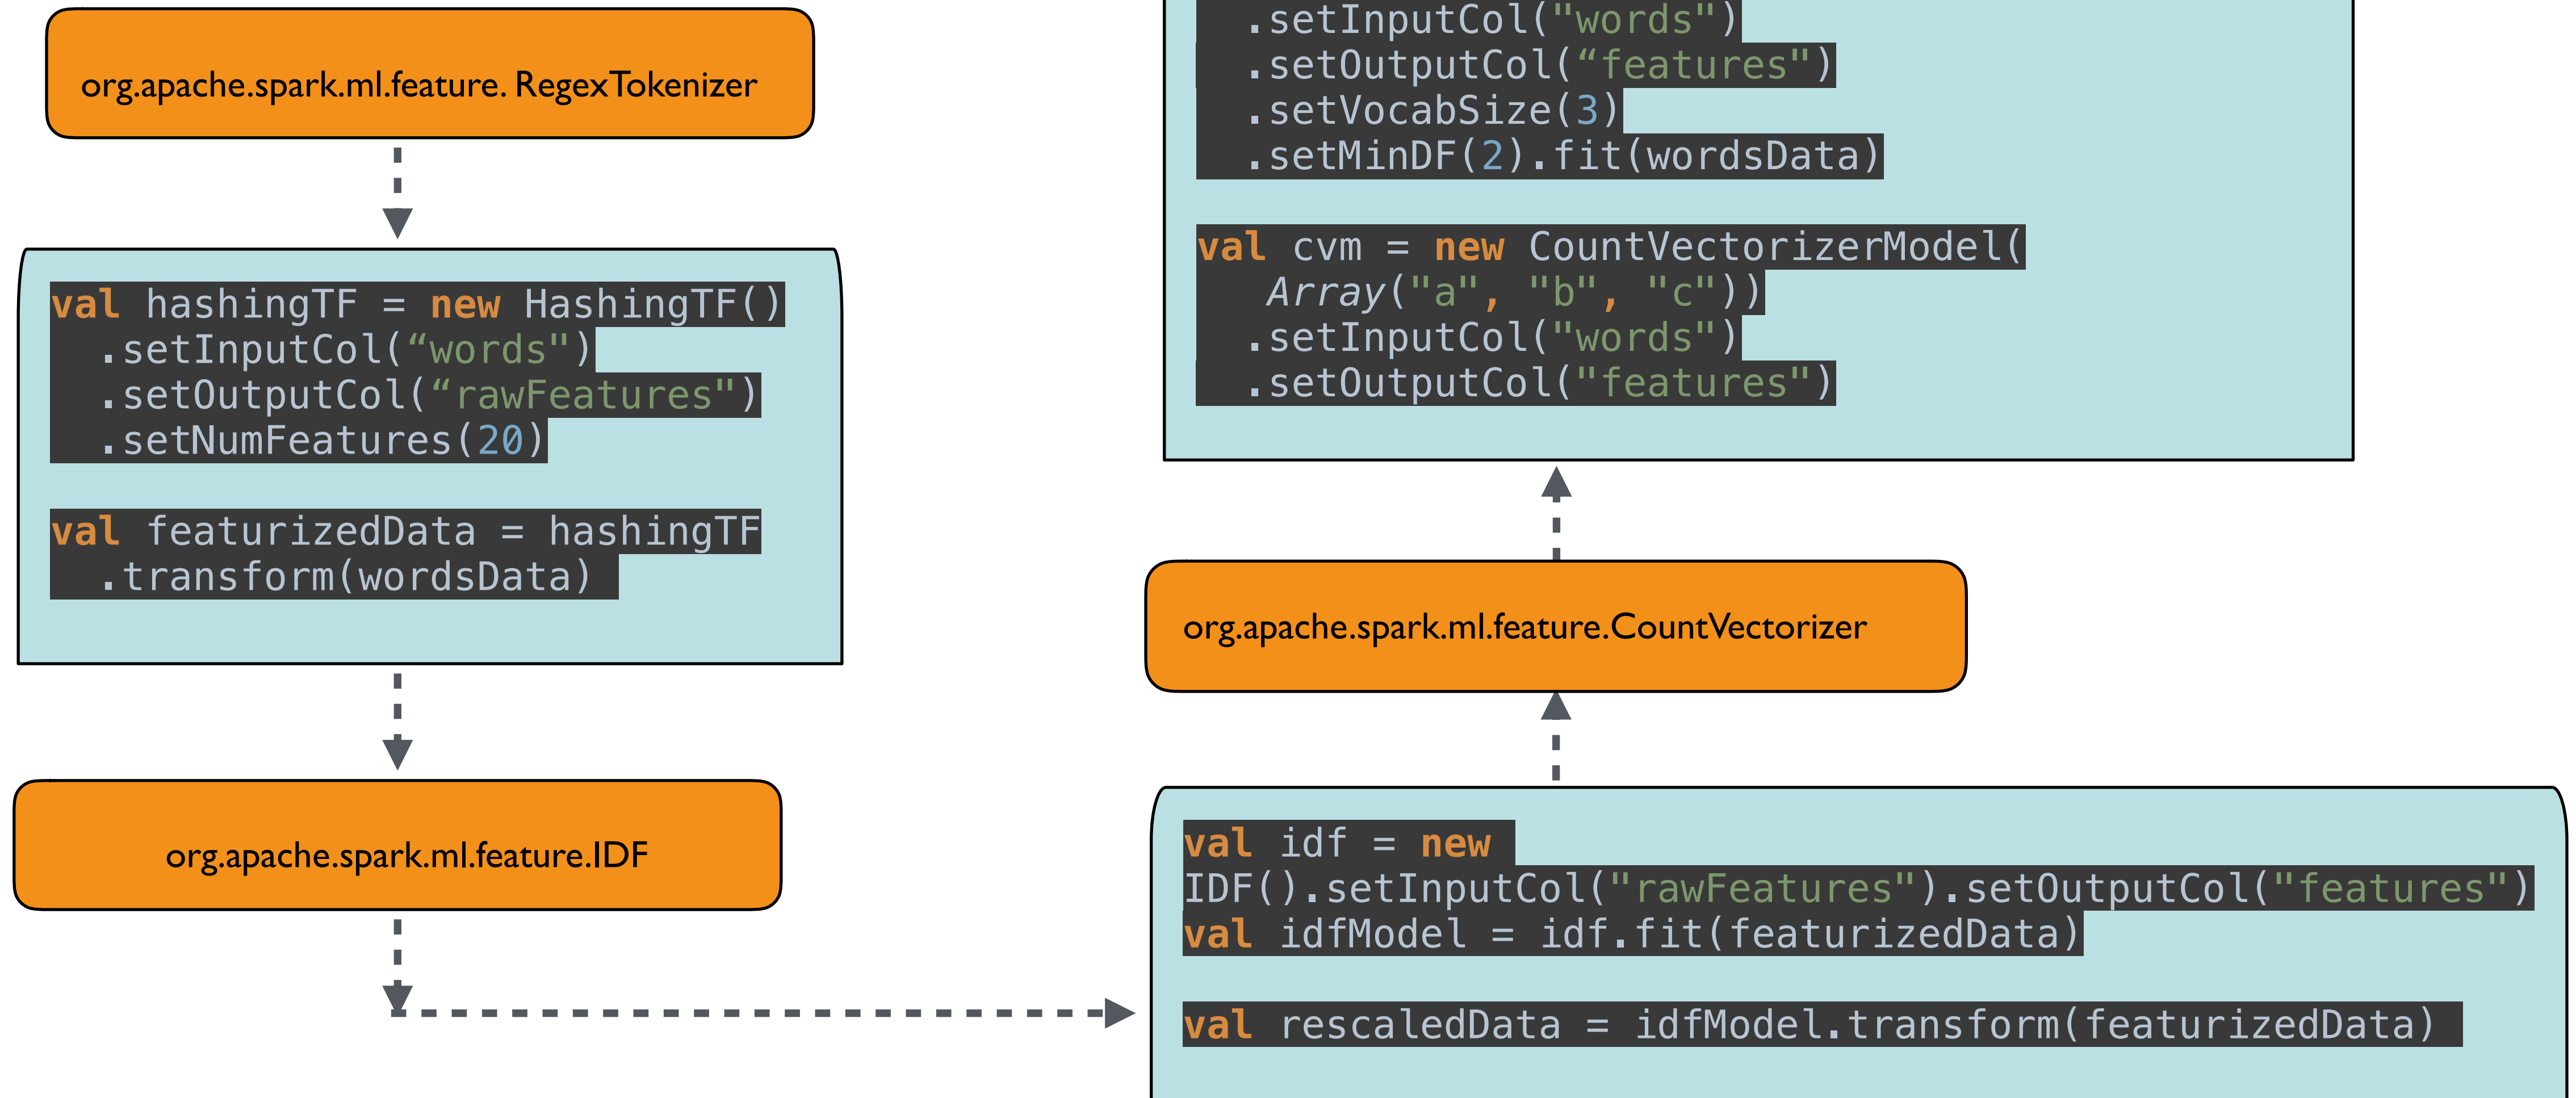 org.apache.spark.ml.feature. RegexTokenizer
val hashingTF = new HashingTF()
  .setInputCol(“words")
  .setOutputCol(“rawFeatures")
  .setNumFeatures(20)
val featurizedData = hashingTF
  .transform(wordsData)
org.apache.spark.ml.feature.IDF
val idf = new
IDF().setInputCol("rawFeatures").setOutputCol("features")
val idfModel = idf.fit(featurizedData)
val rescaledData = idfModel.transform(featurizedData)
org.apache.spark.ml.feature.CountVectorizer
  .setInputCol("words")
  .setOutputCol(“features")
  .setVocabSize(3)
  .setMinDF(2).fit(wordsData)
val cvm = new CountVectorizerModel(
   Array("a", "b", "c"))
  .setInputCol("words")
  .setOutputCol("features")